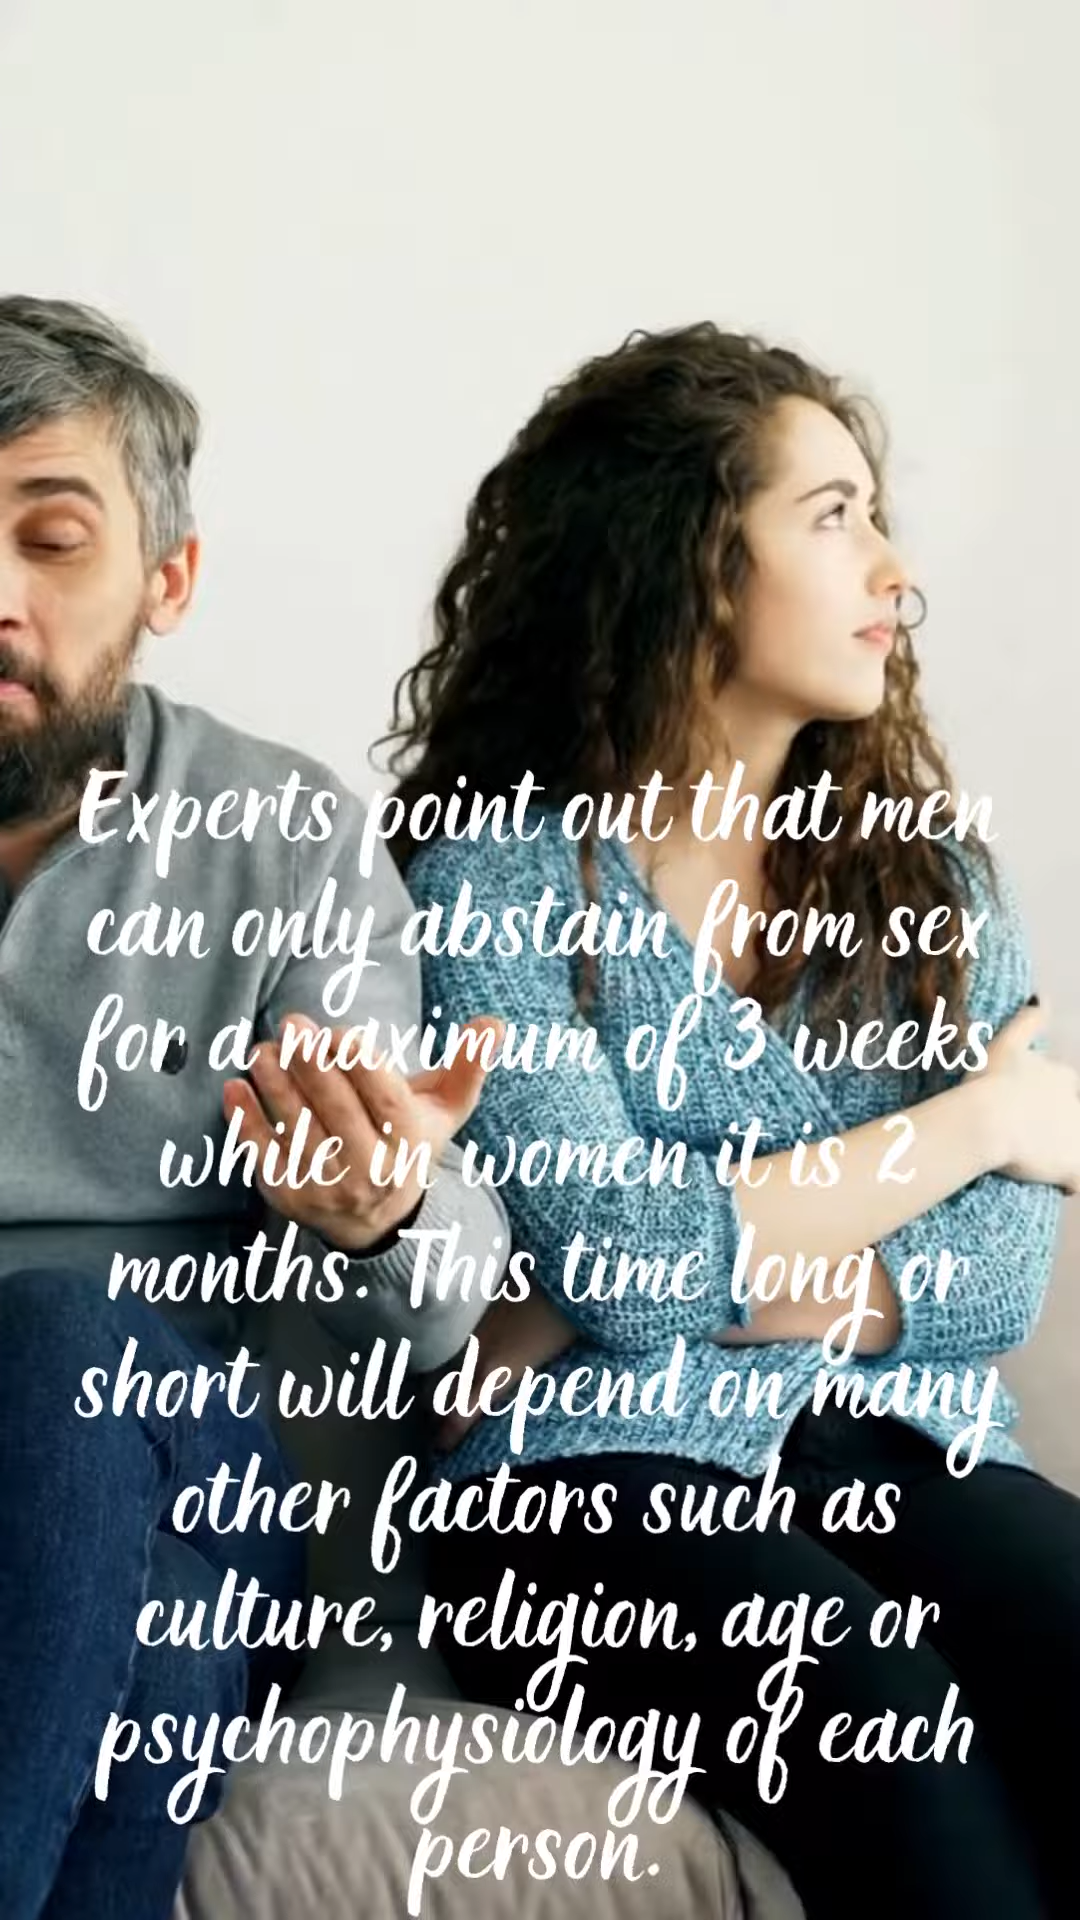 Experts point out that men
can only abstain from sex
for a maximum of 3 weeks
while in women it is 2
months. This time long or
short will depend on many
other factors such as
culture, religion, age or
psychophysiology of each
person.